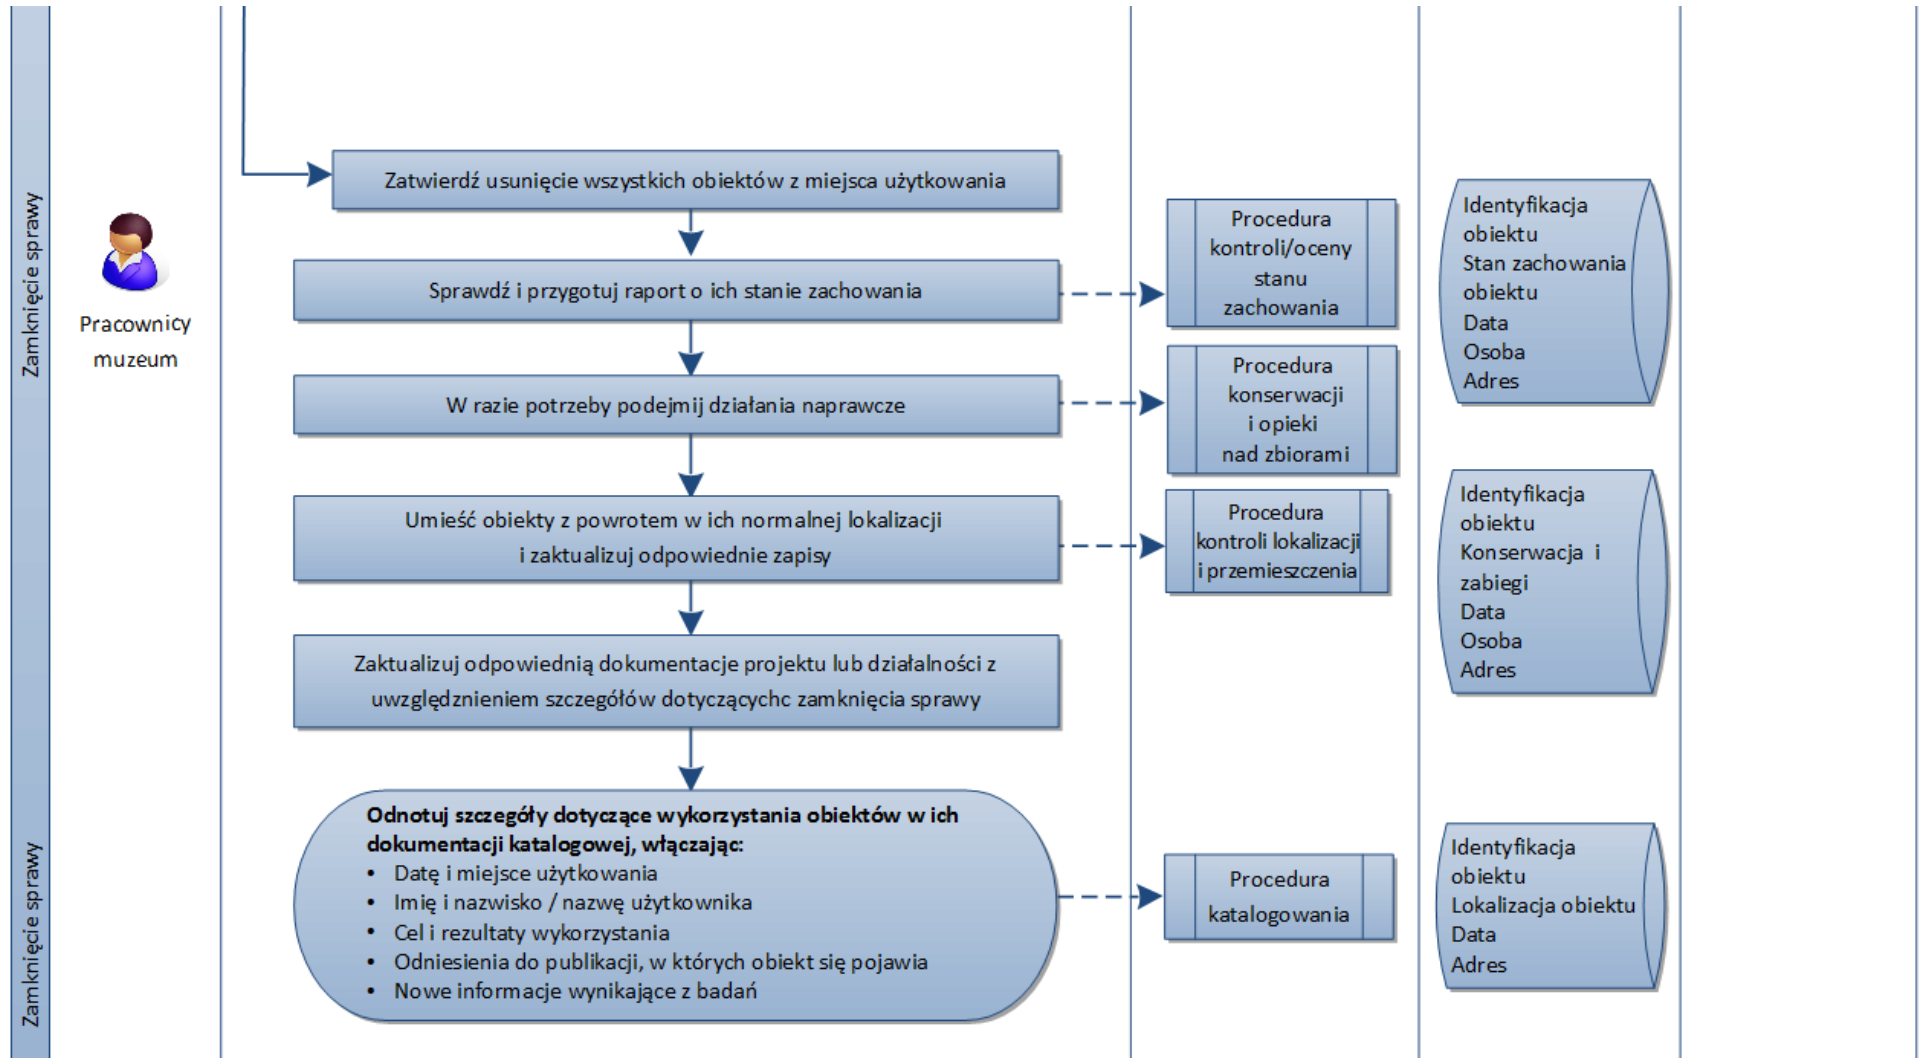 Zamknięcie sprawy
Pracownicy
muzeum
Zatwierdź usunięcie wszystkich obiektów z miejsca użytkowania
Sprawdź i przygotuj raport o ich stanie zachowania
W razie potrzeby podejmij działania naprawcze
Umieść obiekty z powrotem w ich normalnej lokalizacji
i zaktualizuj odpowiednie zapisy
Zaktualizuj odpowiednią dokumentacje projektu lub działalności z
uwzględznieniem szczegółów dotyczącychc zamknięcia sprawy
Zamknięcie sprawy
Odnotuj szczegóły dotyczące wykorzystania obiektów w ich
dokumentacji katalogowej, włączając:
• Datę i miejsce użytkowania
• Imię i nazwisko / nazwę użytkownika
• Cel i rezultaty wykorzystania
• Odniesienia do publikacji, w których obiekt się pojawia
• Nowe informacje wynikające z badań
Procedura
kontroli/oceny
stanu
zachowania
Procedura
konserwacji
i opieki
nad zbiorami
Procedura
kontroli lokalizacji
i przemieszczenia
Procedura
katalogowania
Identyfikacja
obiektu
Stan zachowania
obiektu
Data
Osoba
Adres
Identyfikacja
obiektu
Konserwacja i
zabiegi
Data
Osoba
Adres
Identyfikacja
obiektu
Lokalizacja obiektu
Data
Adres